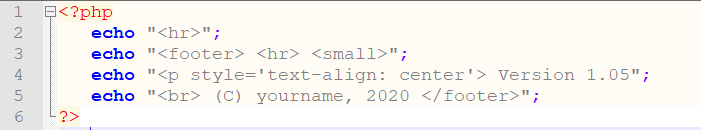 1 <?php
2 echo "<hr>";
3 echo "<footer> <hr> <small>";
4 echo "<p style='text-align: center'> Version 1.05";
5 echo "<br> (C) yourname, 2020 </footer>";
6 ?>